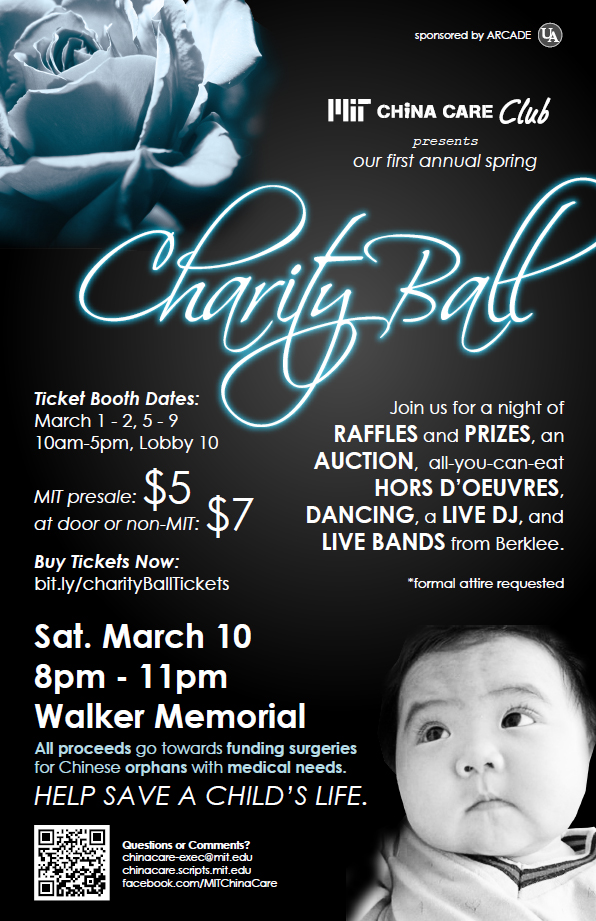 sponsored by ARCADE UA
MIT CHiNA CARE Club
presents
our first annual spring
Charity Ball
Ticket Booth Dates:
March 1 - 2, 5 - 9
10am-5pm, Lobby 10
MIT presale: $5
at door or non-MIT: $7
Buy Tickets Now:
bit.ly/charityBallTickets
Join us for a night of
RAFFLES and PRIZES, an
AUCTION, all-you-can-eat
HORS D'OEUVRES,
DANCING, a LIVE DJ, and
LIVE BANDS from Berklee.
*formal attire requested
Sat. March 10
8pm - 11pm
Walker Memorial
All proceeds go towards funding surgeries
for Chinese orphans with medical needs.
HELP SAVE A CHILD'S LIFE.
Questions or Comments?
chinacare-exec@mit.edu
chinacare.scripts.mit.edu
facebook.com/MITChinaCare